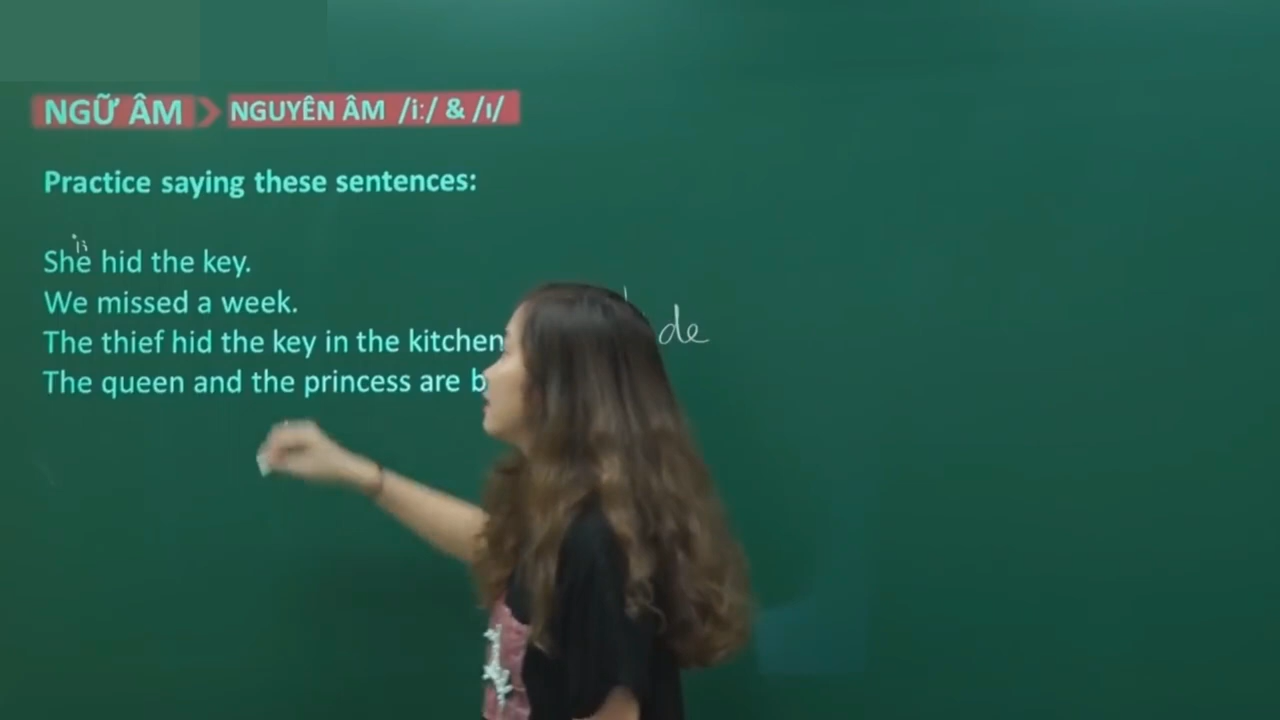 NGỮ ÂM > NGUYÊN ÂM /i:/ & /ı/
Practice saying these sentences:
She hid the key.
We missed a week.
The thief hid the key in the kitchen
The queen and the princess are b
de